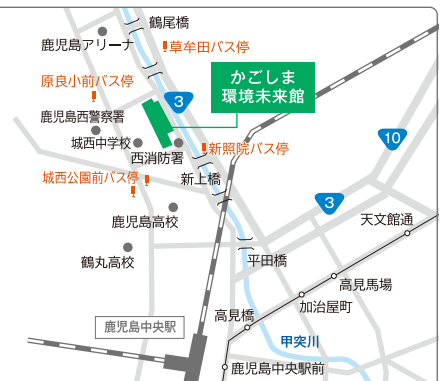 鶴尾橋
鹿児島アリーナ
草牟田バス停
原良小前バス停
かごしま
環境未来館
3
鹿児島西警察署
城西中学校
西消防署
新照院バス停
10
城西公園前バス停
新上橋
3
鹿児島高校
天文館通
鶴丸高校
平田橋
高見馬場
加治屋町
高見橋
鹿児島中央駅
甲突川
鹿児島中央駅前